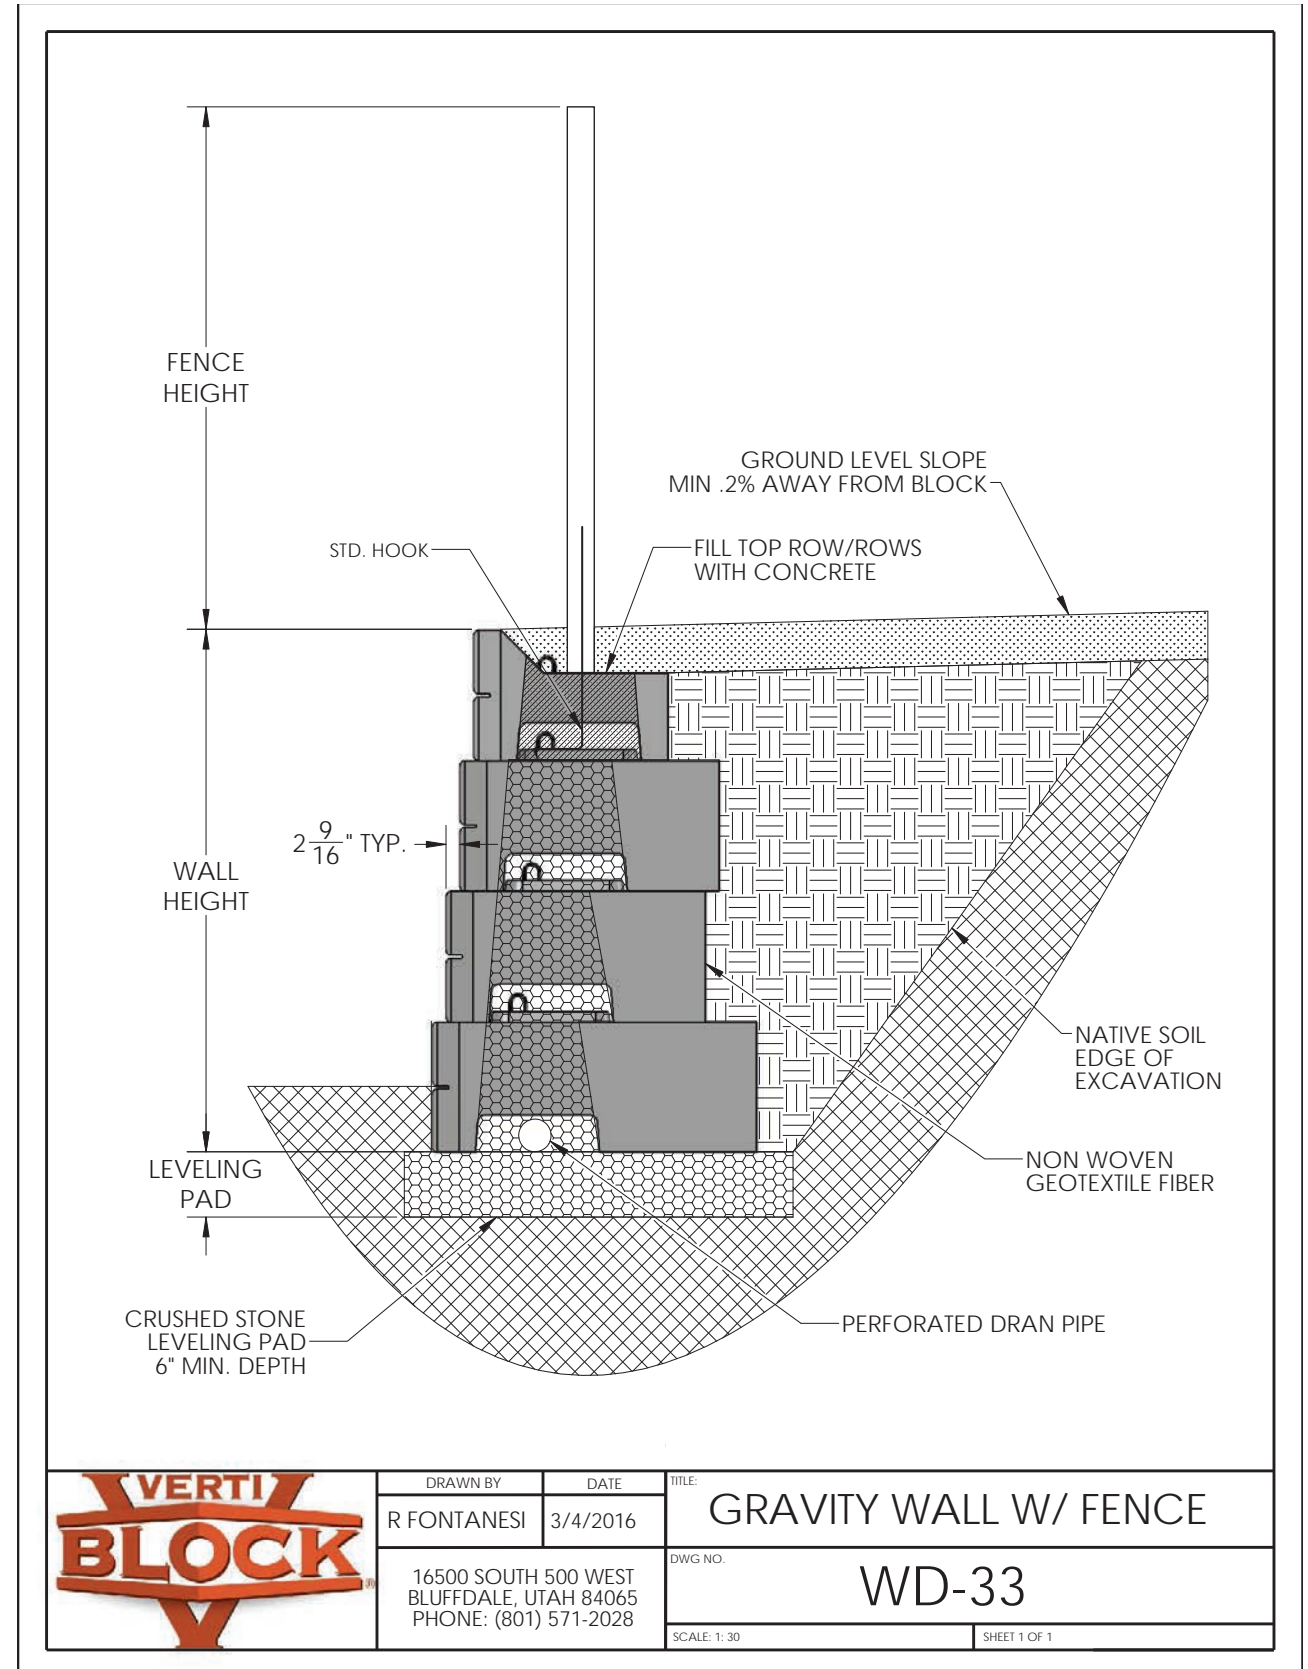 FENCE
HEIGHT
GROUND LEVEL SLOPE
MIN .2% AWAY FROM BLOCK
STD. HOOK
FILL TOP ROW/ROWS
WITH CONCRETE
2 9/16" TYP.
WALL
HEIGHT
NATIVE SOIL
EDGE OF
EXCAVATION
LEVELING
PAD
NON WOVEN
GEOTEXTILE FIBER
CRUSHED STONE
LEVELING PAD
6" MIN. DEPTH
PERFORATED DRAN PIPE
VERTI
BLOCK
®
DRAWN BY
DATE
R FONTANESI
3/4/2016
16500 SOUTH 500 WEST
BLUFFDALE, UTAH 84065
PHONE: (801) 571-2028
TITLE:
GRAVITY WALL W/ FENCE
DWG NO.
WD-33
SCALE: 1: 30
SHEET 1 OF 1